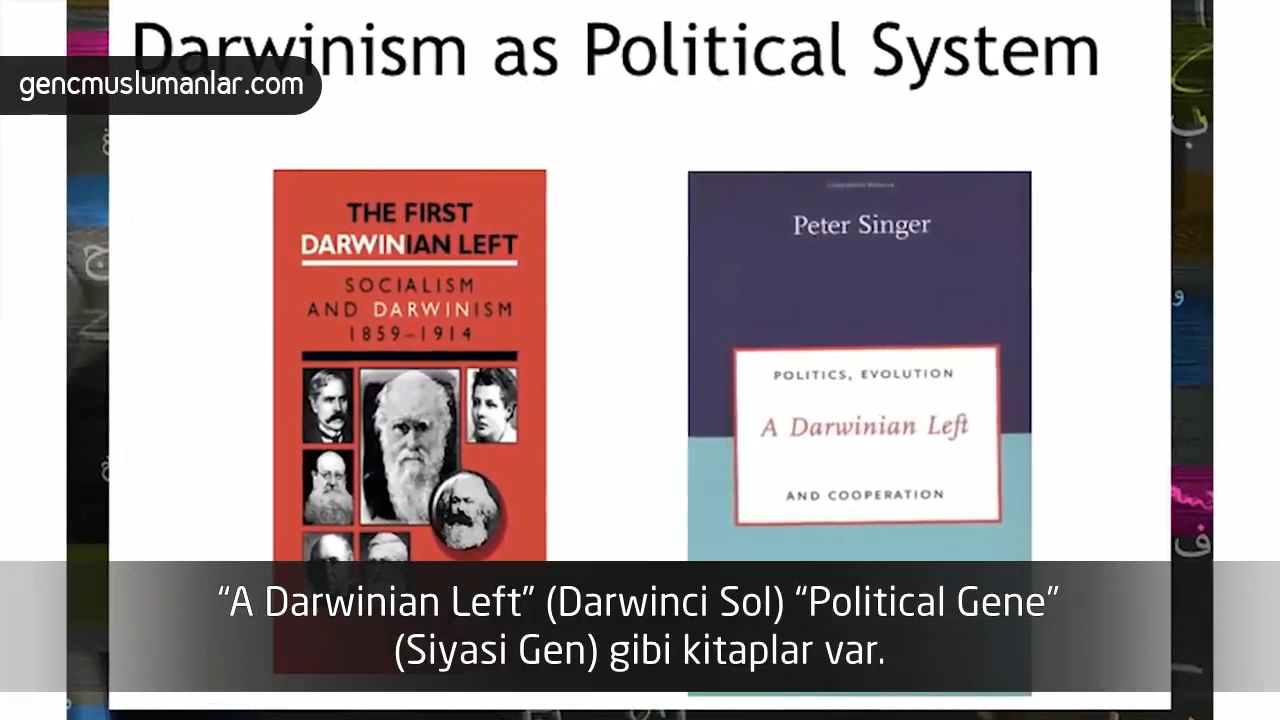 Darwinism as Political System
gencmuslumanlar.com
THE FIRST
DARWINIAN LEFT
SOCIALISM
AND DARWINISM
1859–1914
Peter Singer
POLITICS, EVOLUTION
A Darwinian Left
AND COOPERATION
“A Darwinian Left” (Darwinci Sol) “Political Gene”
(Siyasi Gen) gibi kitaplar var.